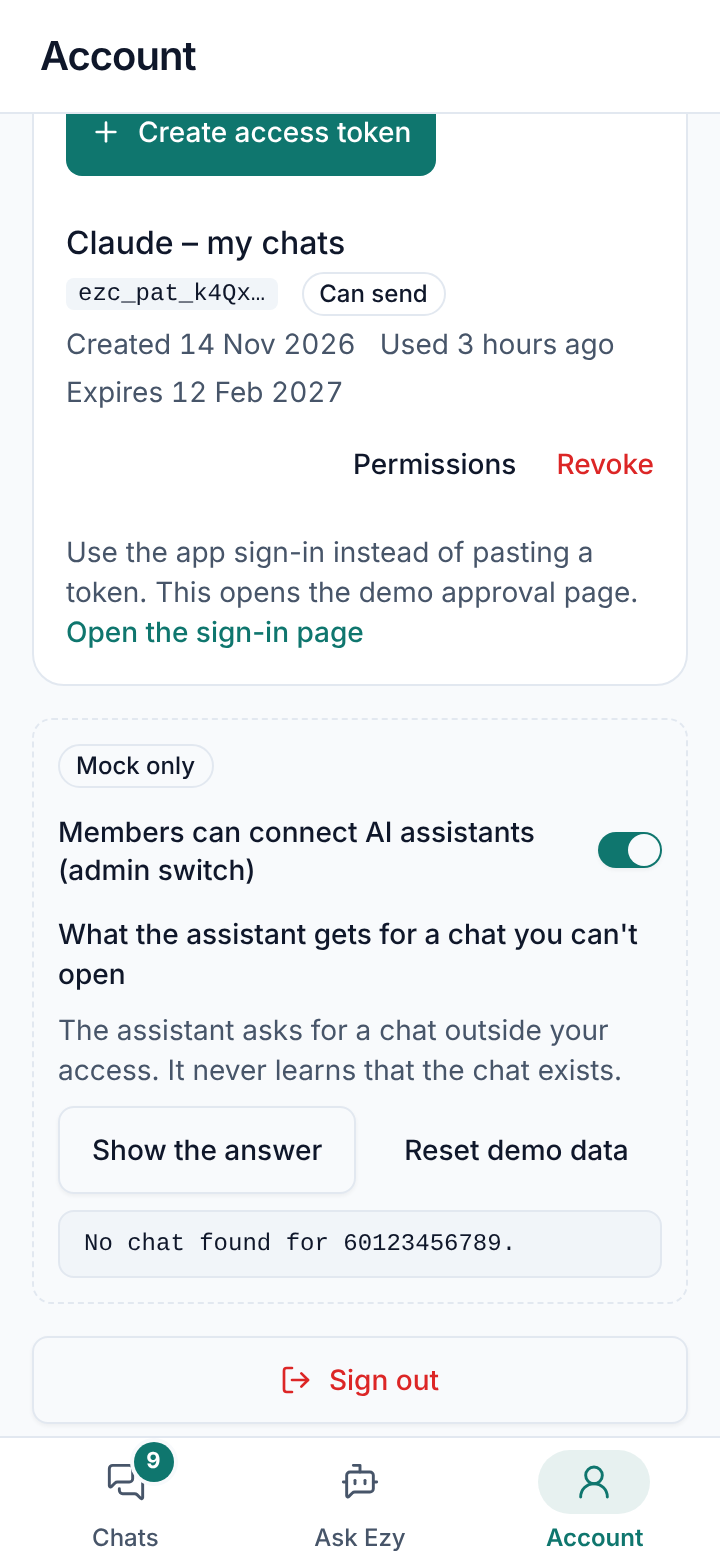 Account
Create access token
Claude – my chats
ezc_pat_k4Qx…
Can send
Created 14 Nov 2026 Used 3 hours ago
Expires 12 Feb 2027
Permissions Revoke
Use the app sign-in instead of pasting a
token. This opens the demo approval page.
Open the sign-in page
Mock only
Members can connect AI assistants
(admin switch)
What the assistant gets for a chat you can't
open
The assistant asks for a chat outside your
access. It never learns that the chat exists.
Show the answer Reset demo data
No chat found for 60123456789.
Sign out
9
Chats Ask Ezy Account